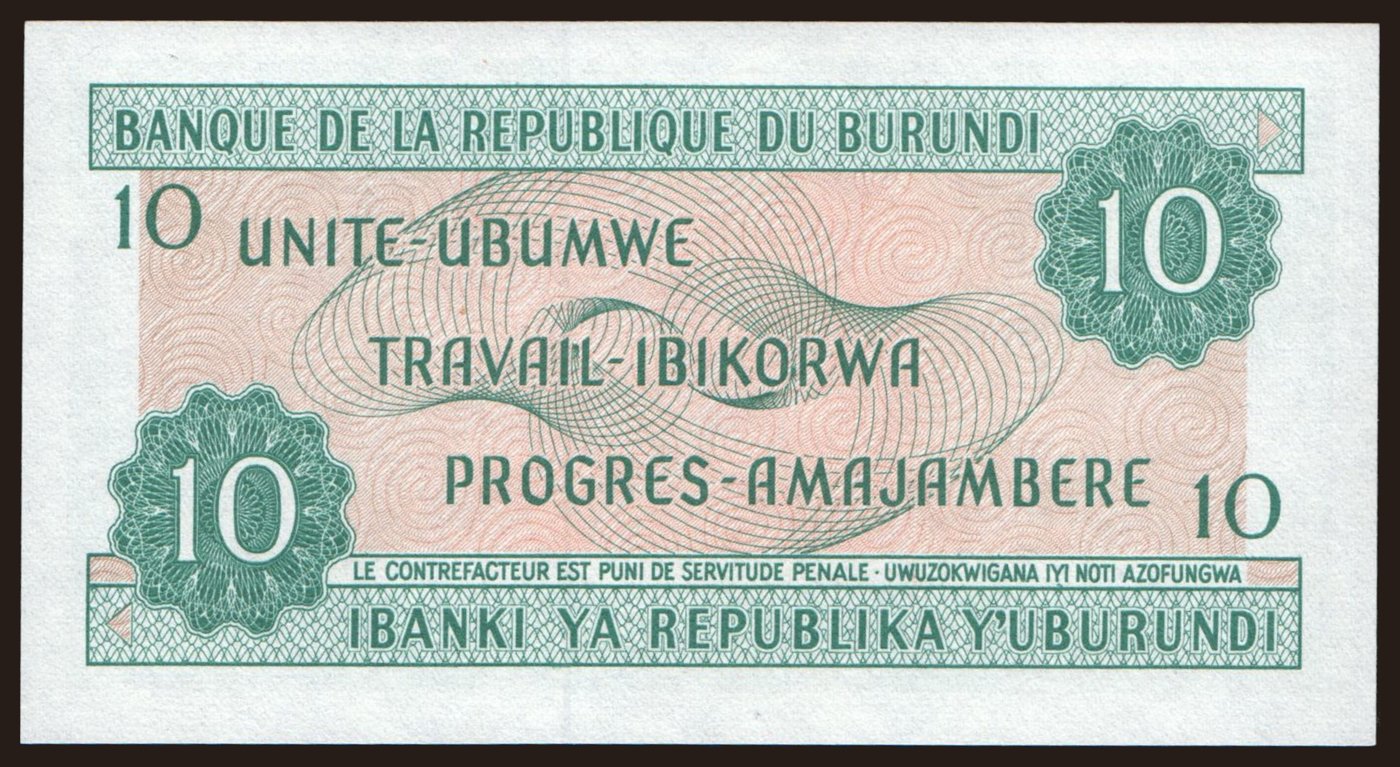 BANQUE DE LA REPUBLIQUE DU BURUNDI
10
10
UNITE-UBUMWE
TRAVAIL-IBIKORWA
PROGRES-AMAJAMBERE
10
10
LE CONTREFACTEUR EST PUNI DE SERVITUDE PENALE · UWUZOKWIGANA IYI NOTI AZOFUNGWA
IBANKI YA REPUBLIKA Y'UBURUNDI